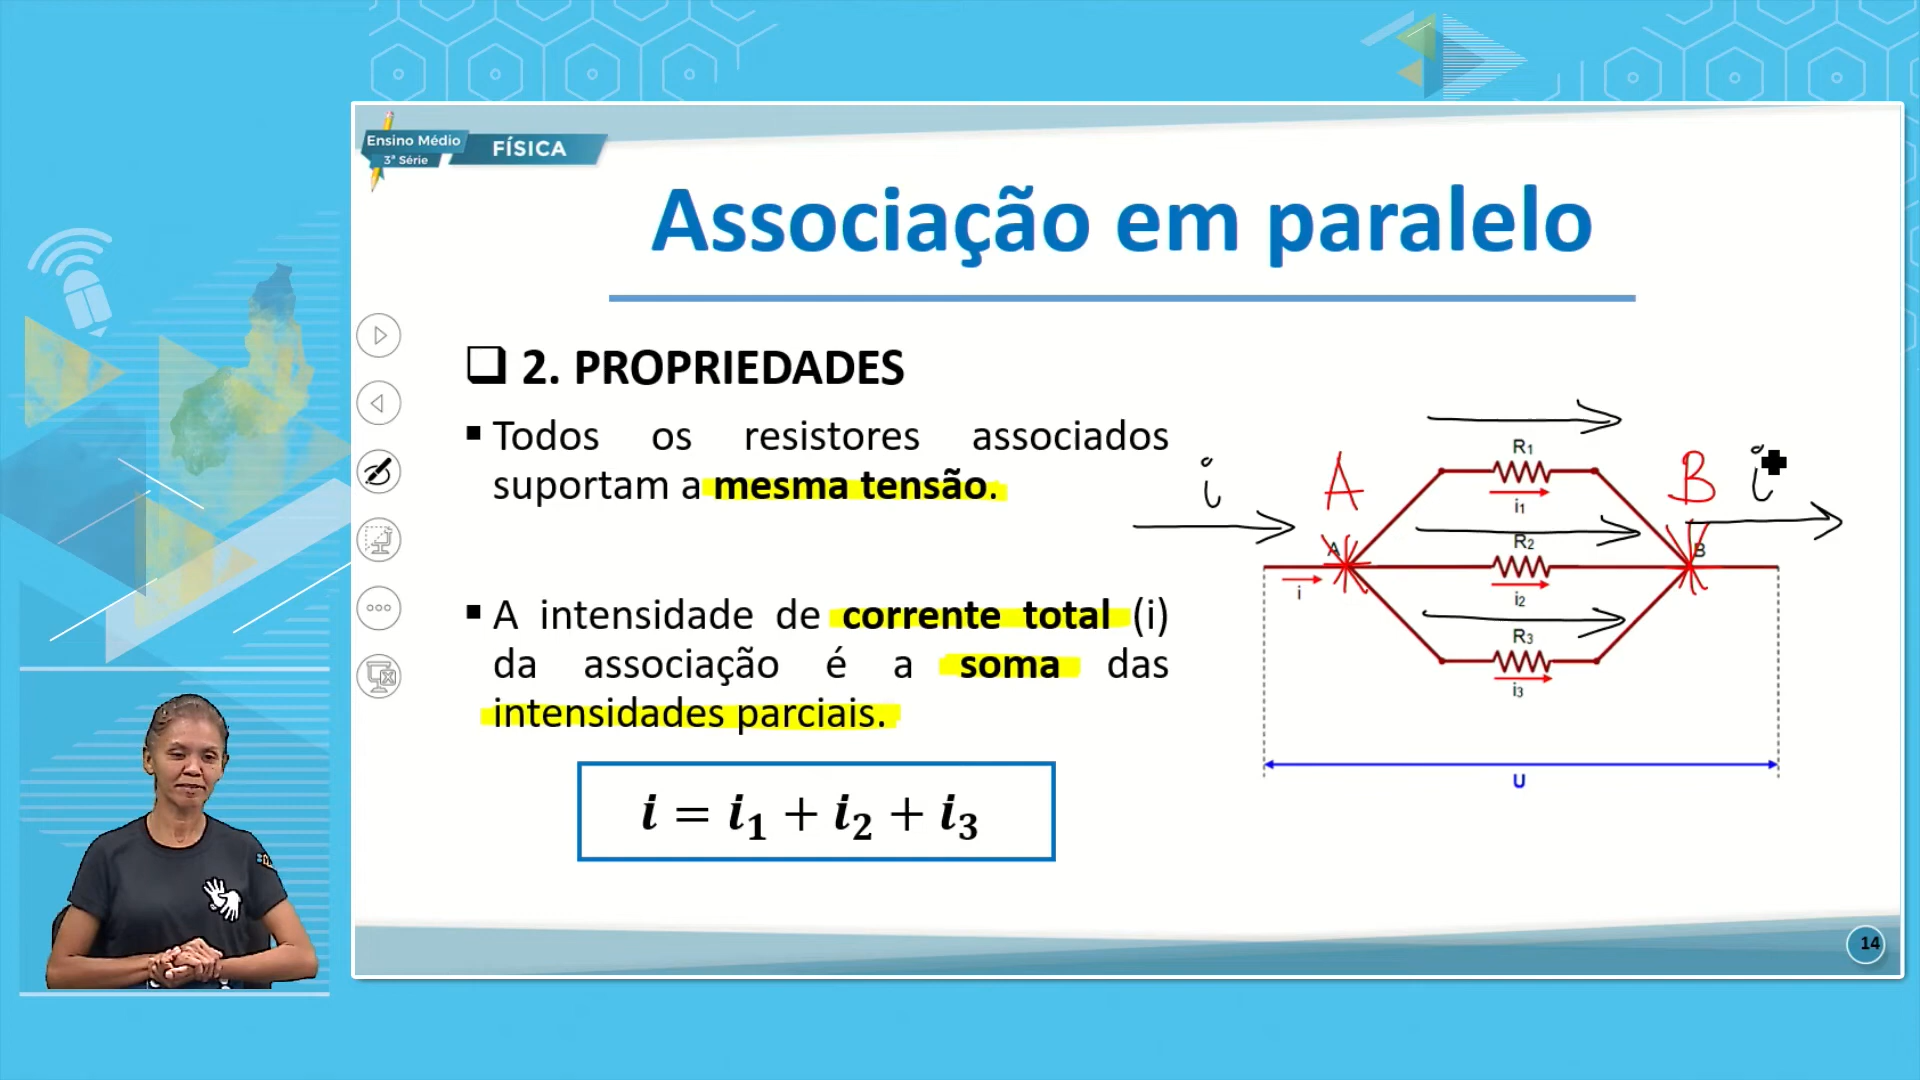 Ensino Médio
3ª Série
FÍSICA
Associação em paralelo
2. PROPRIEDADES
Todos os resistores associados
suportam a mesma tensão.
A intensidade de corrente total (i)
da associação é a soma das
intensidades parciais.
i = i₁ + i₂ + i₃
i
A
B
i
R₁
i₁
A
R₂
B
i
i₂
R₃
i₃
U
14